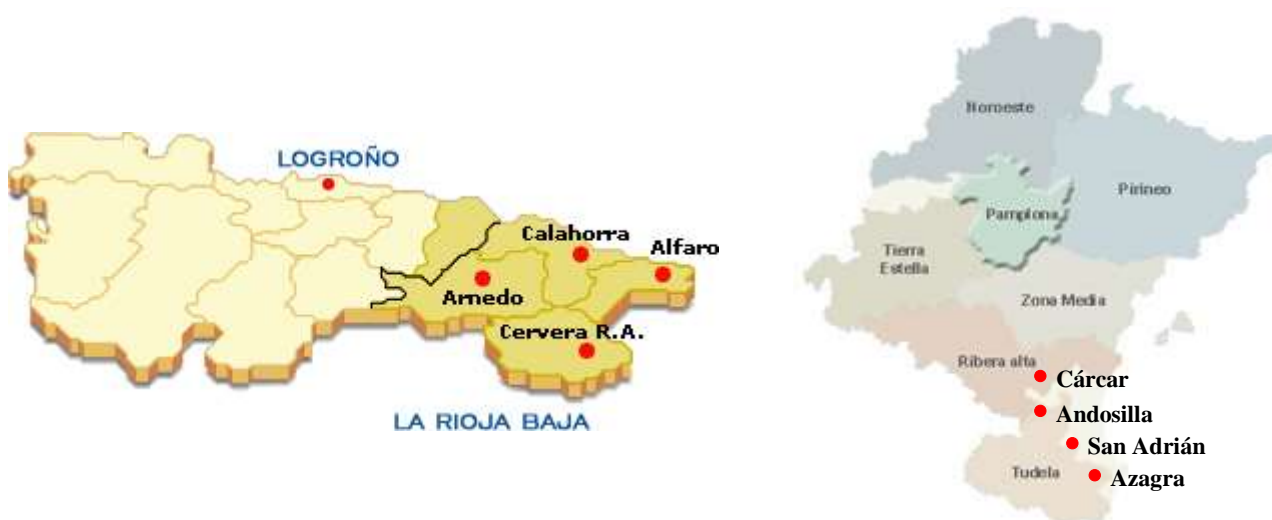 LOGROÑO
Calahorra
Alfaro
Arnedo
Cervera R.A.
LA RIOJA BAJA
Noroeste
Pirineo
Pamplona
Tierra
Estella
Zona Media
Ribera alta
Cárcar
Andosilla
San Adrián
Tudela
Azagra